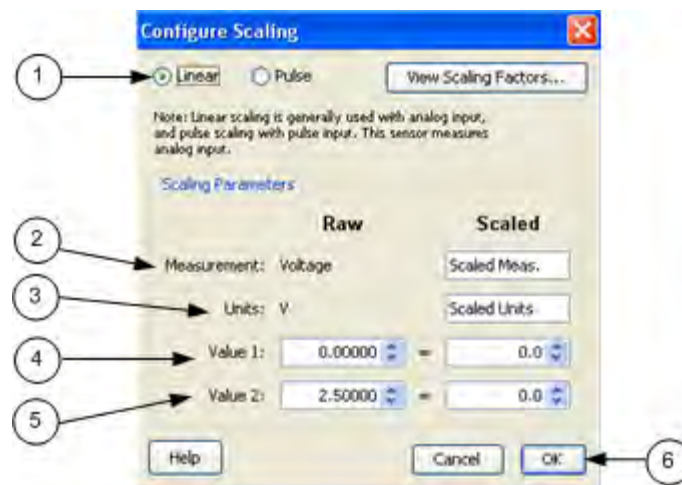 Configure Scaling
1
Linear Pulse View Scaling Factors...
Note: Linear scaling is generally used with analog input,
and pulse scaling with pulse input. This sensor measures
analog input.
Scaling Parameters
Raw Scaled
2
Measurement: Voltage Scaled Meas.
3
Units: V Scaled Units
4
Value 1: 0.00000 = 0.0
5
Value 2: 2.50000 = 0.0
Help Cancel OK
6